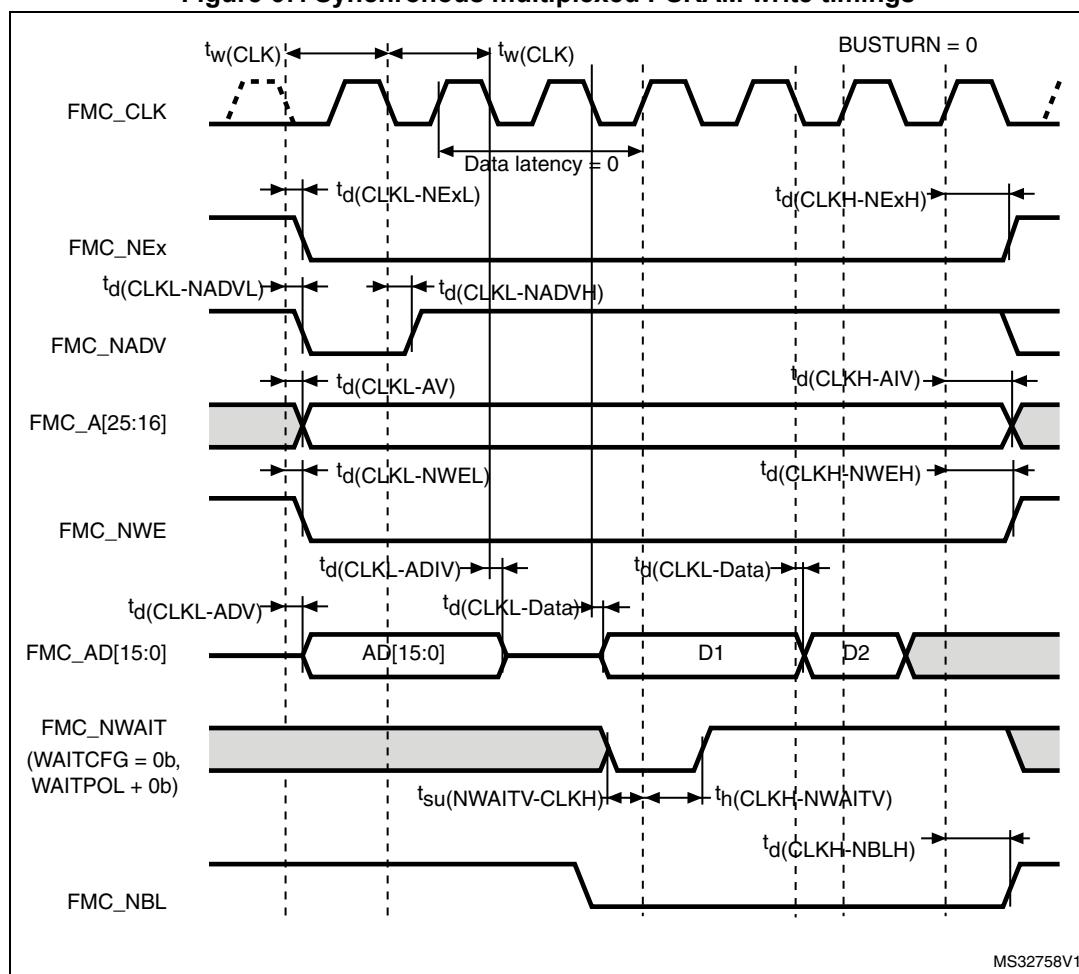 Figure 67. Synchronous multiplexed PSRAM write timings
BUSTURN = 0
tw(CLK) tw(CLK)
FMC_CLK
Data latency = 0
td(CLKL-NExL) td(CLKH-NExH)
FMC_NEx
td(CLKL-NADVL) td(CLKL-NADVH)
FMC_NADV
td(CLKL-AV) td(CLKH-AIV)
FMC_A[25:16]
td(CLKL-NWEL) td(CLKH-NWEH)
FMC_NWE
td(CLKL-ADIV) td(CLKL-Data)
td(CLKL-ADV) td(CLKL-Data)
FMC_AD[15:0] AD[15:0] D1 D2
FMC_NWAIT
(WAITCFG = 0b,
WAITPOL + 0b)
tsu(NWAITV-CLKH) th(CLKH-NWAITV)
td(CLKH-NBLH)
FMC_NBL
MS32758V1